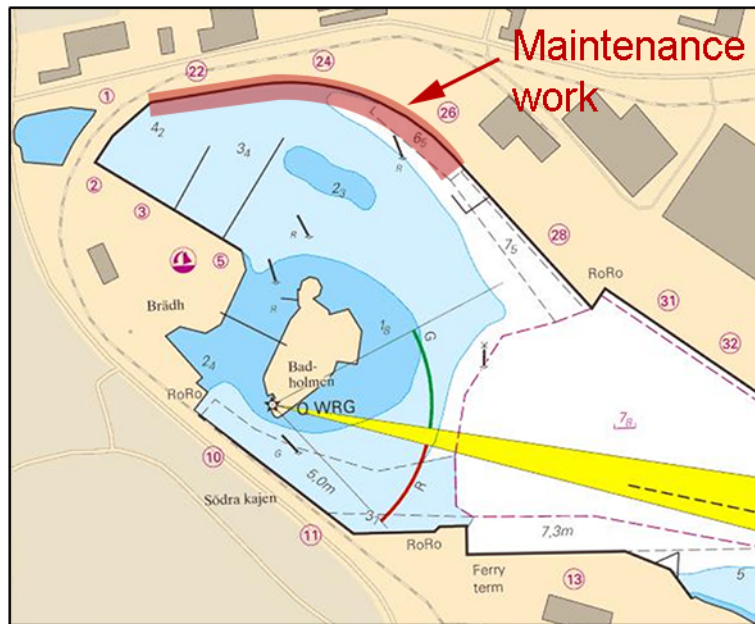 Maintenance
work
24
22
26
1
4₂
3₄
6₅
R
2
2₃
3
28
R
7₅
5
R
RoRo
31
Brädh
1₈
G
32
2₄
Bad-
holmen
RoRo
Q WRG
7₈
10
G
5,0m
R
Södra kajen
3₁
11
RoRo
7,3m
Ferry
term
13
5